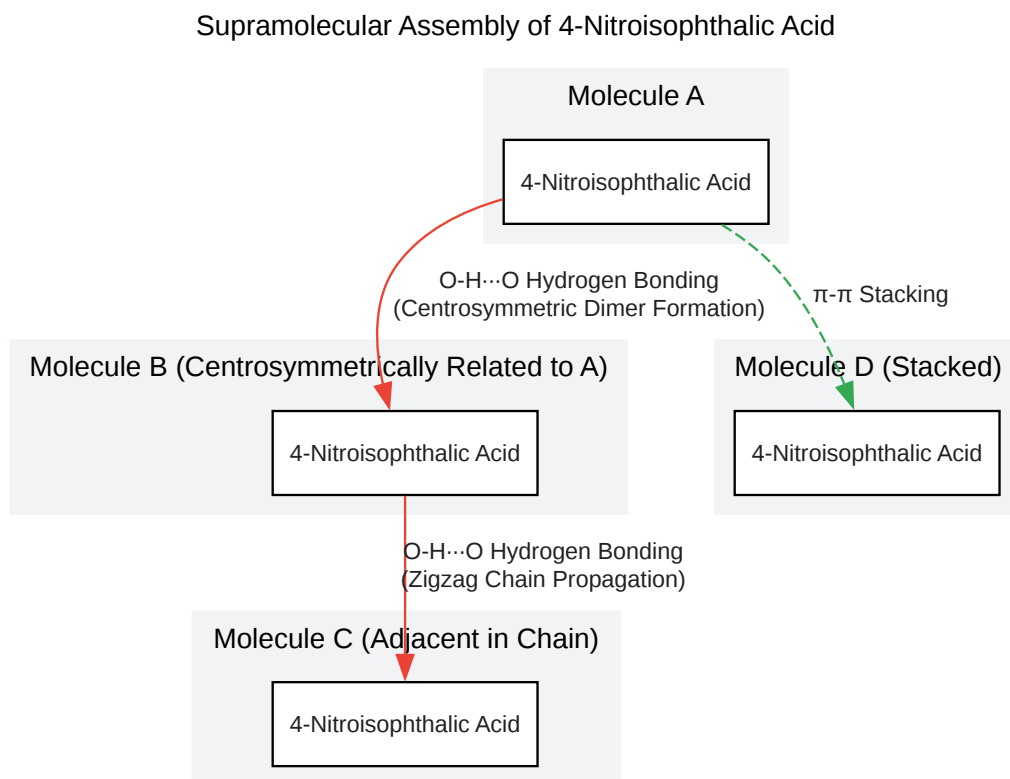 Supramolecular Assembly of 4-Nitroisophthalic Acid
Molecule A
4-Nitroisophthalic Acid
O-H···O Hydrogen Bonding
(Centrosymmetric Dimer Formation)
π-π Stacking
Molecule B (Centrosymmetrically Related to A)
4-Nitroisophthalic Acid
Molecule D (Stacked)
4-Nitroisophthalic Acid
O-H···O Hydrogen Bonding
(Zigzag Chain Propagation)
Molecule C (Adjacent in Chain)
4-Nitroisophthalic Acid